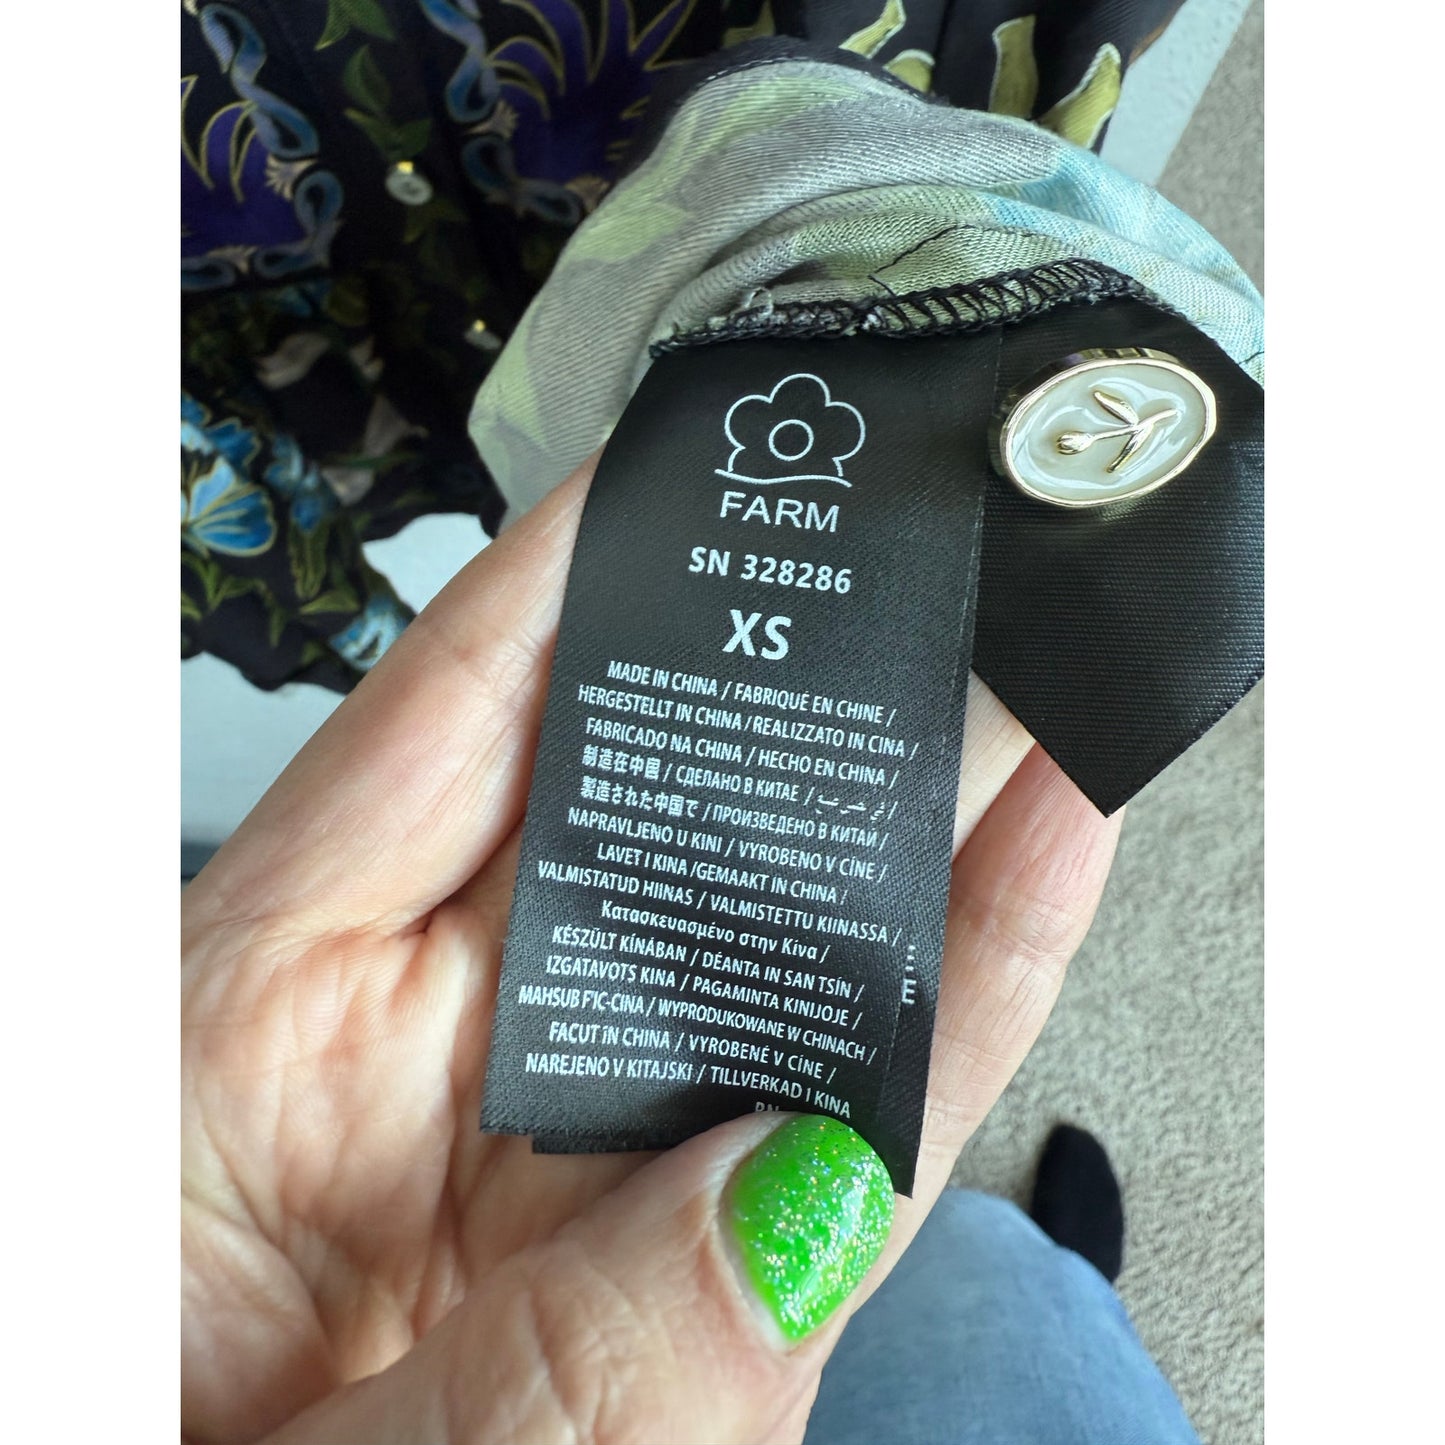 FARM
SN 328286
XS
MADE IN CHINA / FABRIQUÉ EN CHINE /
HERGESTELLT IN CHINA / REALIZZATO IN CINA /
FABRICADO NA CHINA / HECHO EN CHINA /
制造在中国 / СДЕЛАНО В КИТАЕ / /
製造された中国で / ПРОИЗВЕДЕНО В КИТАЙ /
NAPRAVLJENO U KINI / VYROBENO V CÍNE /
LAVET I KINA /GEMAAKT IN CHINA /
VALMISTATUD HIINAS / VALMISTETTU KIINASSA /
Κατασκευασμένο στην Κίνα /
KÉSZÜLT KÍNÁBAN / DÉANTA IN SAN TSÍN /
IZGATAVOTS KINA / PAGAMINTA KINIJOJE /
MAHSUB F'IC-CINA / WYPRODUKOWANE W CHINACH /
FACUT iN CHINA / VYROBENÉ V CÍNE /
NAREJENO V KITAJSKI / TILLVERKAD I KINA